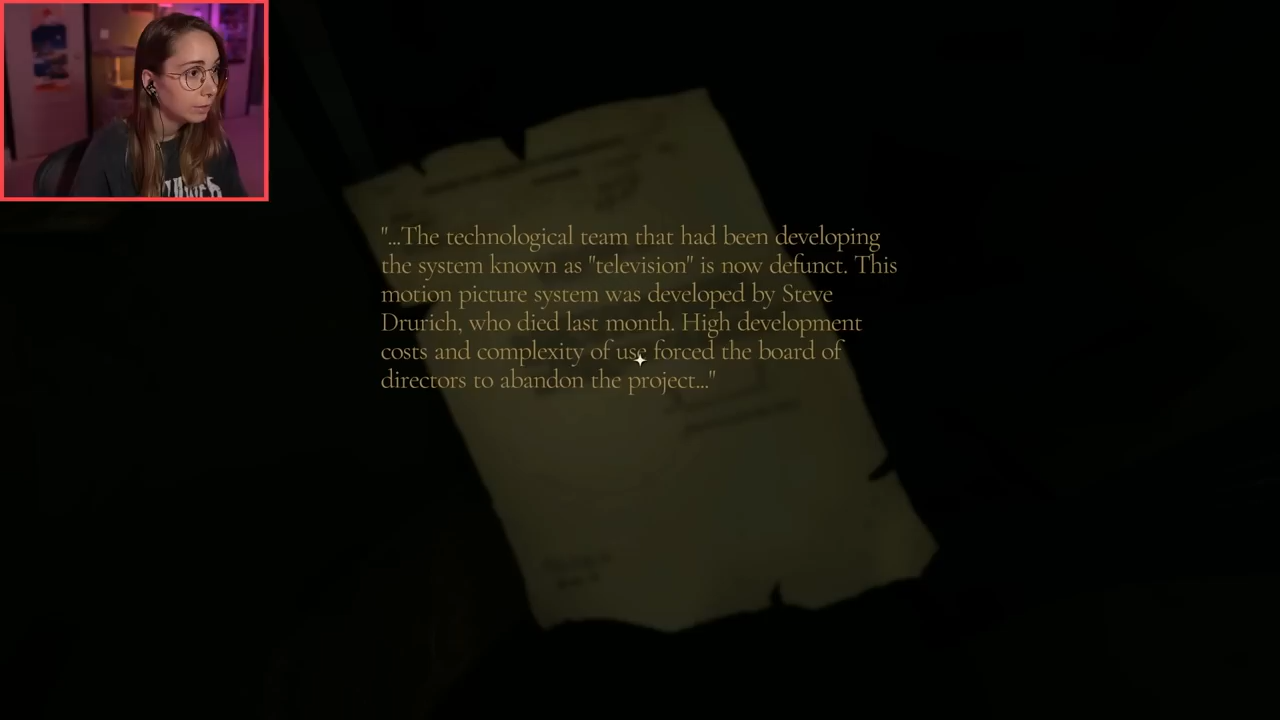 "...The technological team that had been developing
the system known as "television" is now defunct. This
motion picture system was developed by Steve
Drurich, who died last month. High development
costs and complexity of use forced the board of
directors to abandon the project..."